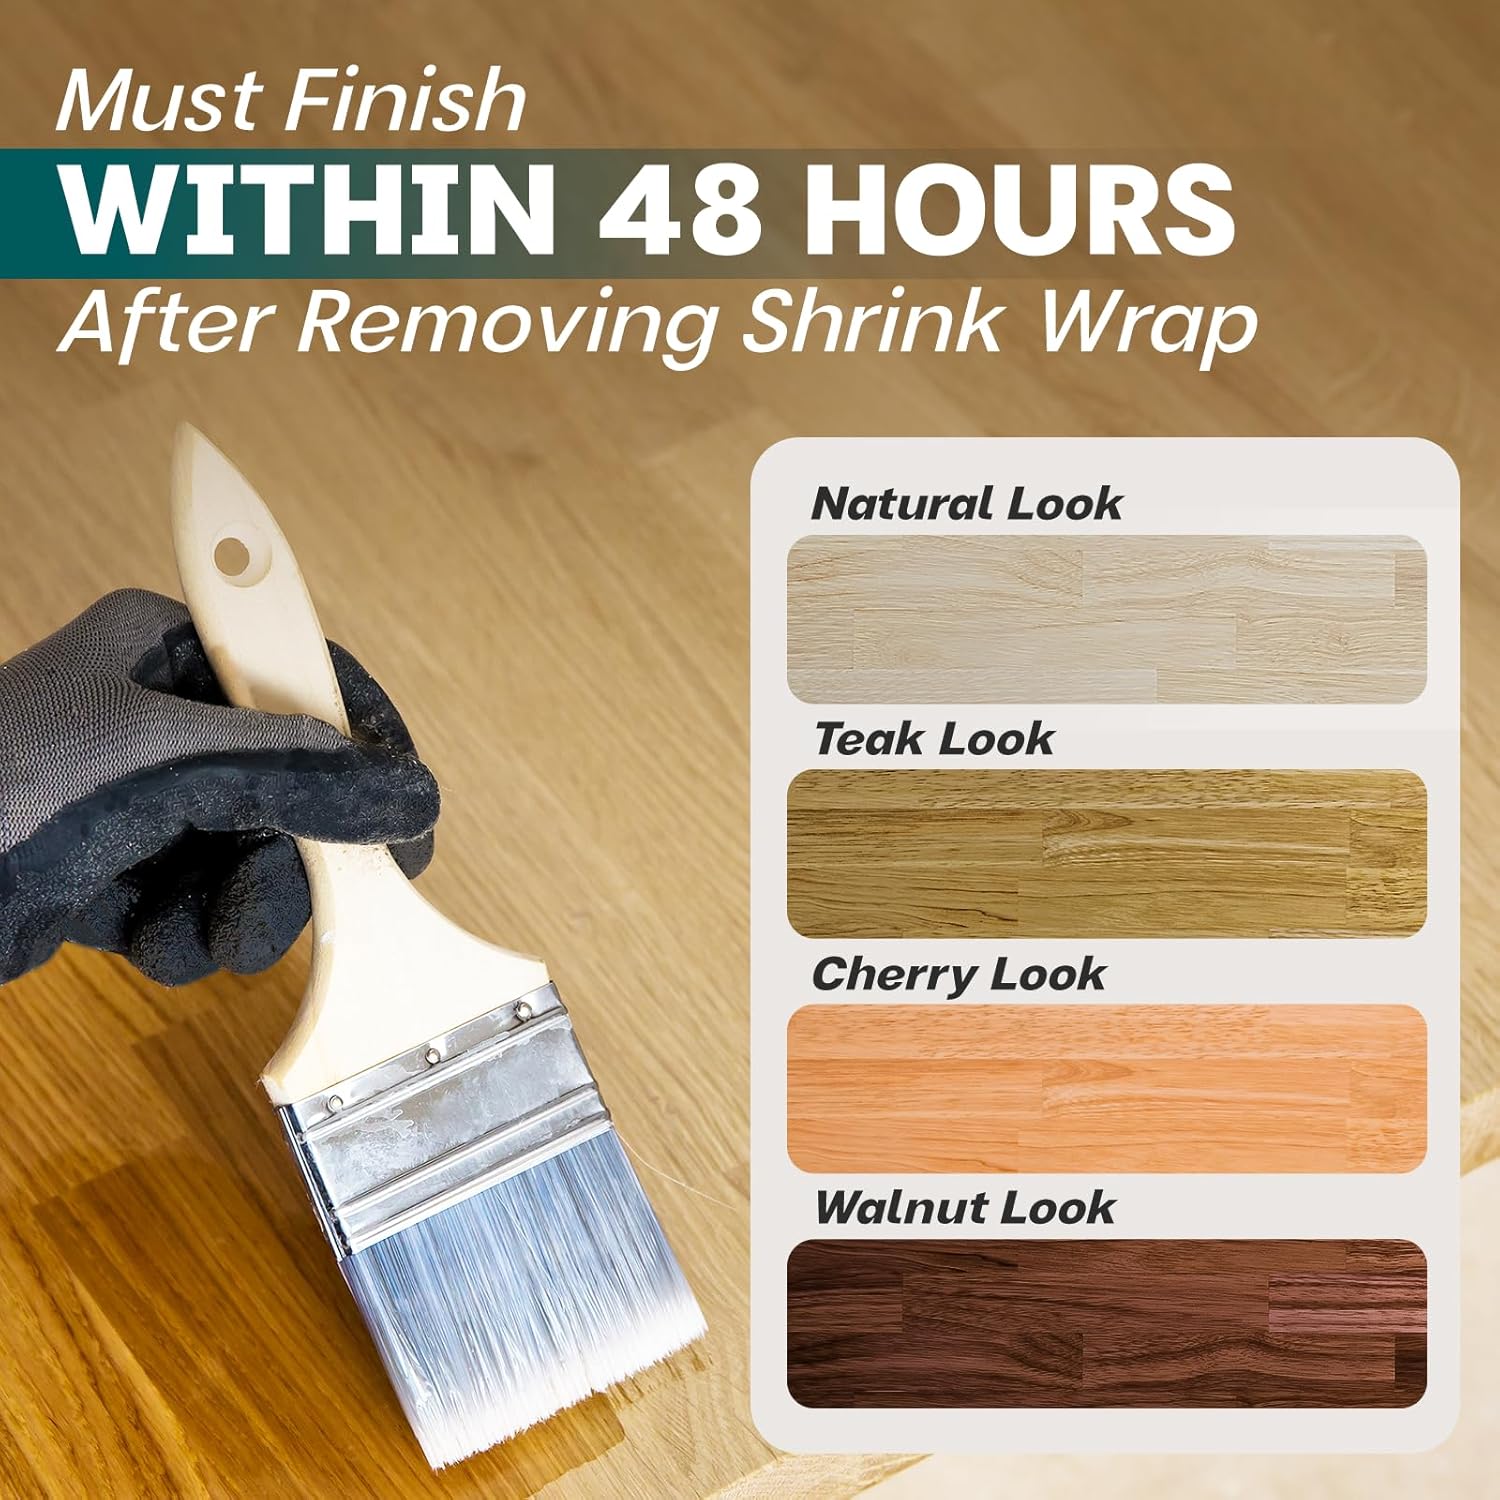 Must Finish
WITHIN 48 HOURS
After Removing Shrink Wrap
Natural Look
Teak Look
Cherry Look
Walnut Look